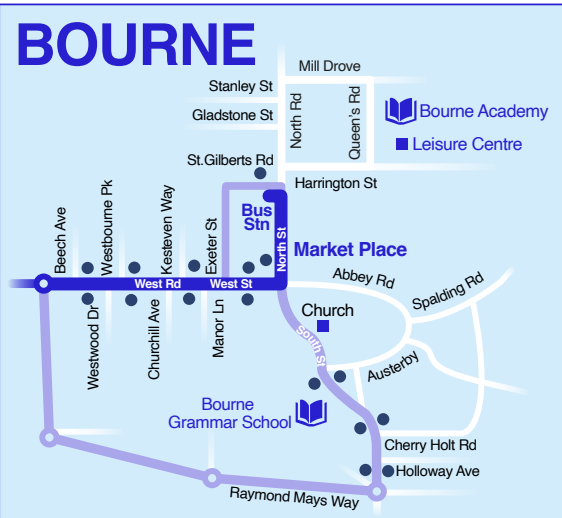 BOURNE
Mill Drove
Stanley St
Gladstone St
North Rd
Queen's Rd
Bourne Academy
Leisure Centre
St.Gilberts Rd
Harrington St
Bus
Stn
North St
Market Place
Beech Ave
Westbourne Pk
Kesteven Way
Exeter St
West Rd
West St
Abbey Rd
Spalding Rd
Westwood Dr
Churchill Ave
Manor Ln
Church
South St
Austerby
Bourne
Grammar School
Cherry Holt Rd
Holloway Ave
Raymond Mays Way